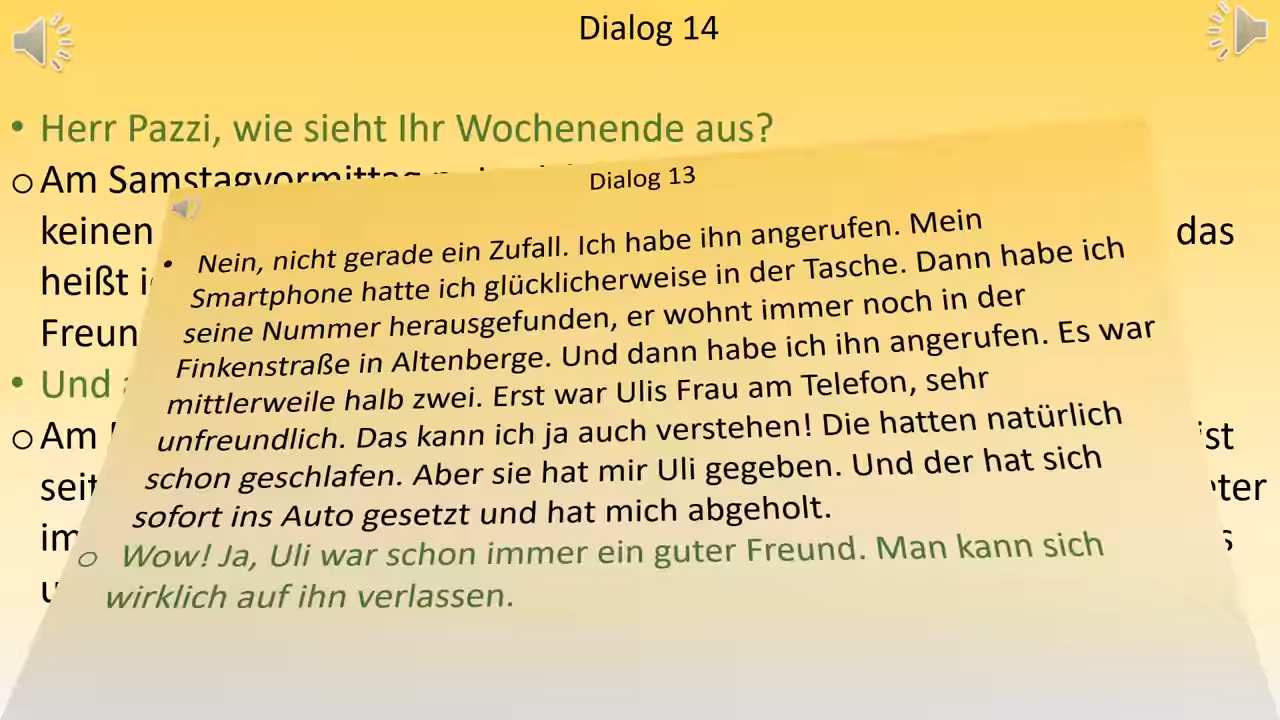 Dialog 14
• Herr Pazzi, wie sieht Ihr Wochenende aus?
o Am Samstagvormittag
keinen das
heißt
• Und
o Am ist
Dialog 13
• Nein, nicht gerade ein Zufall. Ich habe ihn angerufen. Mein
Smartphone hatte ich glücklicherweise in der Tasche. Dann habe ich
seine Nummer herausgefunden, er wohnt immer noch in der
Finkenstraße in Altenberge. Und dann habe ich ihn angerufen. Es war
mittlerweile halb zwei. Erst war Ulis Frau am Telefon, sehr
unfreundlich. Das kann ich ja auch verstehen! Die hatten natürlich
schon geschlafen. Aber sie hat mir Uli gegeben. Und der hat sich
sofort ins Auto gesetzt und hat mich abgeholt.
o Wow! Ja, Uli war schon immer ein guter Freund. Man kann sich
wirklich auf ihn verlassen.